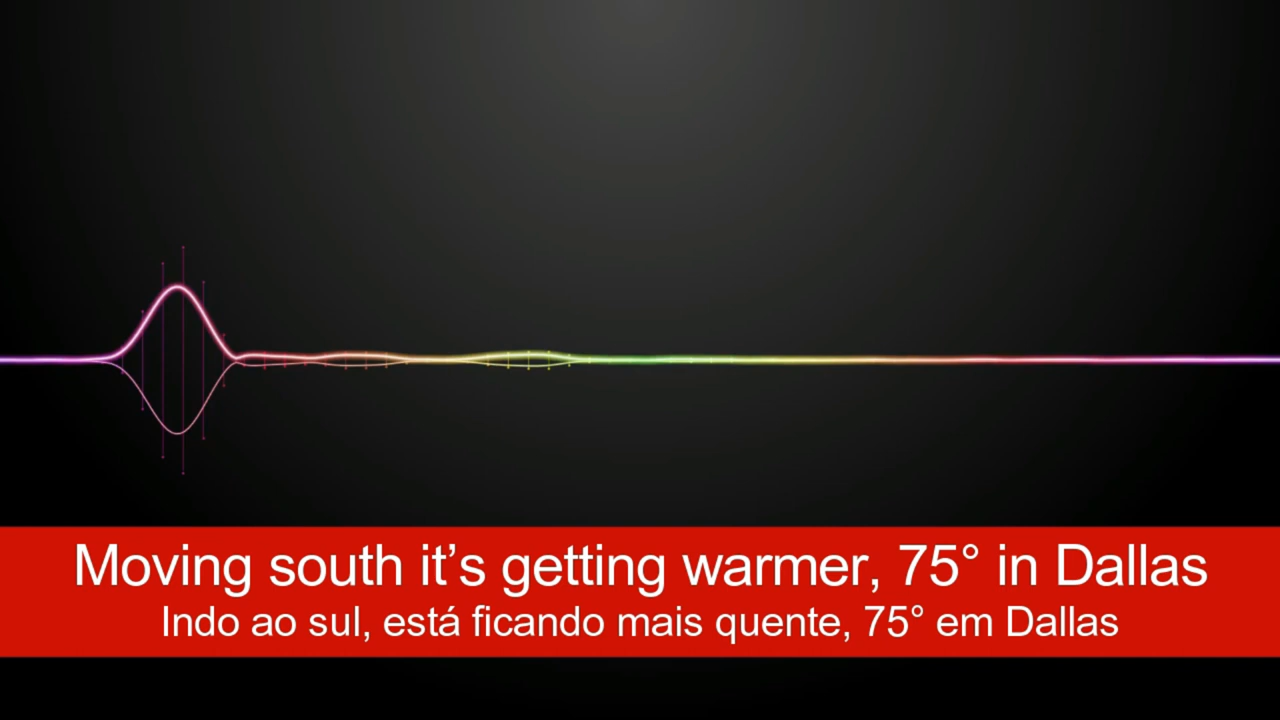 Moving south it’s getting warmer, 75° in Dallas
Indo ao sul, está ficando mais quente, 75° em Dallas